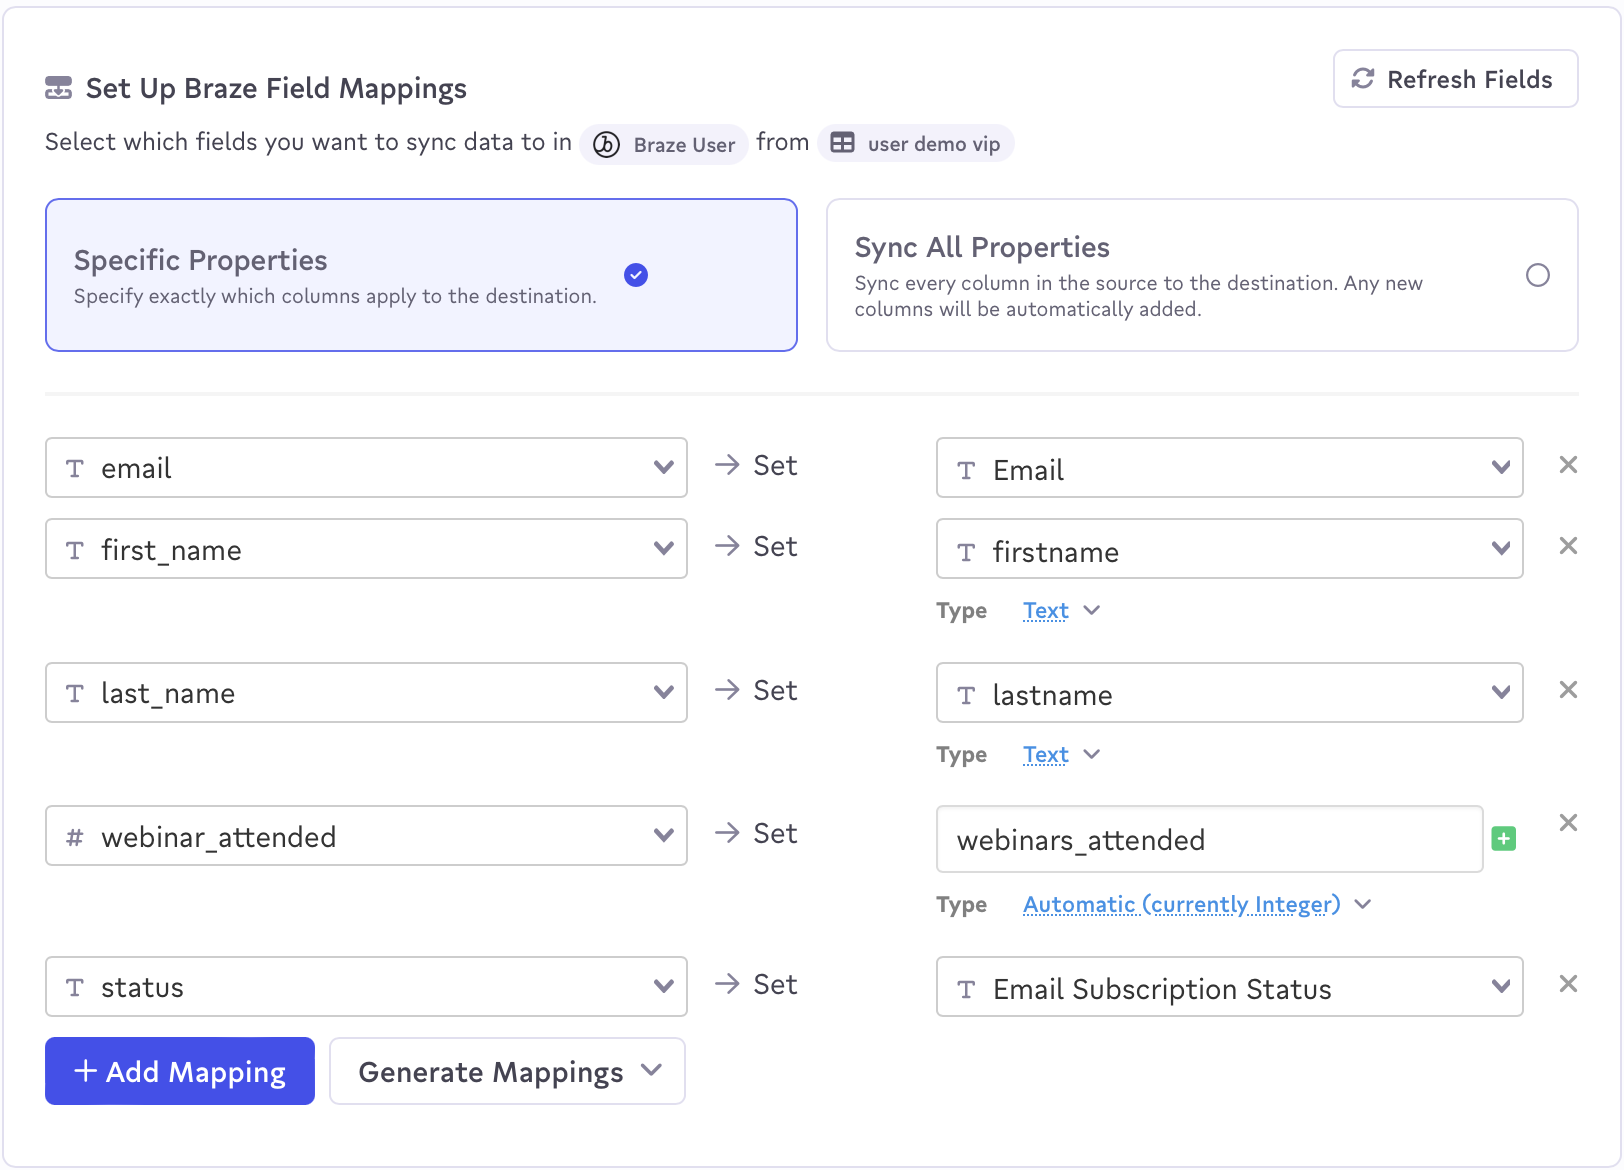 Set Up Braze Field Mappings
Refresh Fields
Select which fields you want to sync data to in Braze User from user demo vip
Specific Properties
Specify exactly which columns apply to the destination.
Sync All Properties
Sync every column in the source to the destination. Any new
columns will be automatically added.
T email → Set T Email
T first_name → Set T firstname
Type Text
T last_name → Set T lastname
Type Text
# webinar_attended → Set webinars_attended
Type Automatic (currently Integer)
T status → Set T Email Subscription Status
+ Add Mapping
Generate Mappings